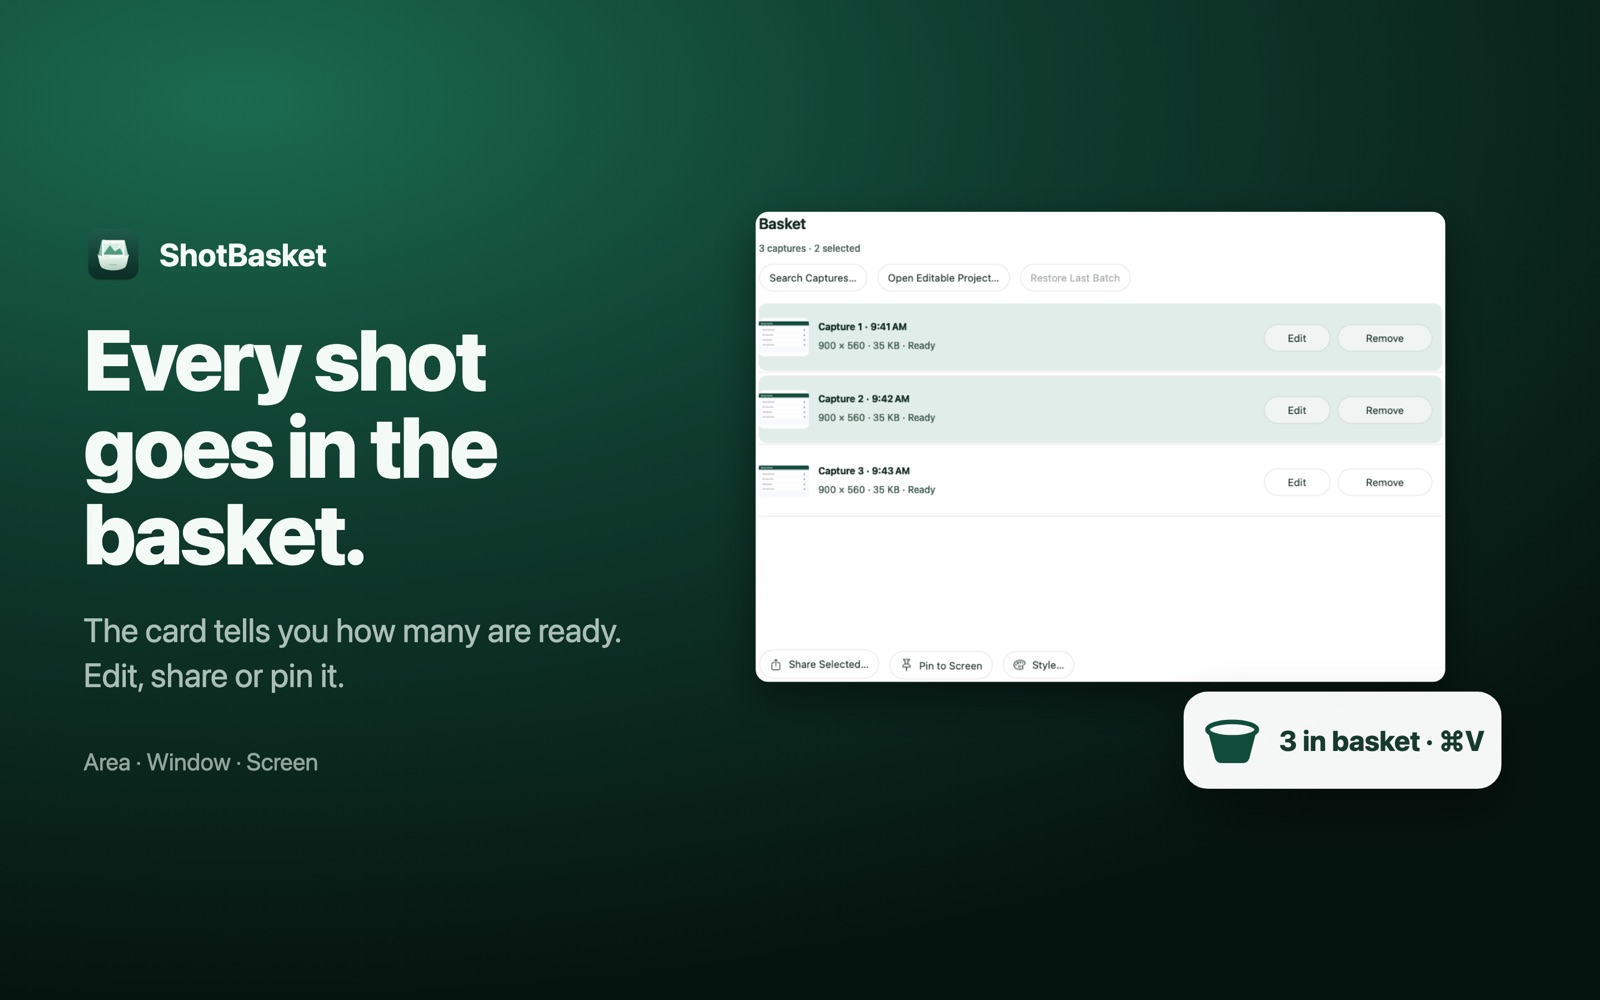 ShotBasket
Every shot
goes in the
basket.
The card tells you how many are ready.
Edit, share or pin it.
Area · Window · Screen
Basket
3 captures · 2 selected
Search Captures...
Open Editable Project...
Restore Last Batch
Capture 1 · 9:41 AM
900 × 560 · 35 KB · Ready
Edit
Remove
Capture 2 · 9:42 AM
900 × 560 · 35 KB · Ready
Edit
Remove
Capture 3 · 9:43 AM
900 × 560 · 35 KB · Ready
Edit
Remove
Share Selected...
Pin to Screen
Style...
3 in basket · ⌘V